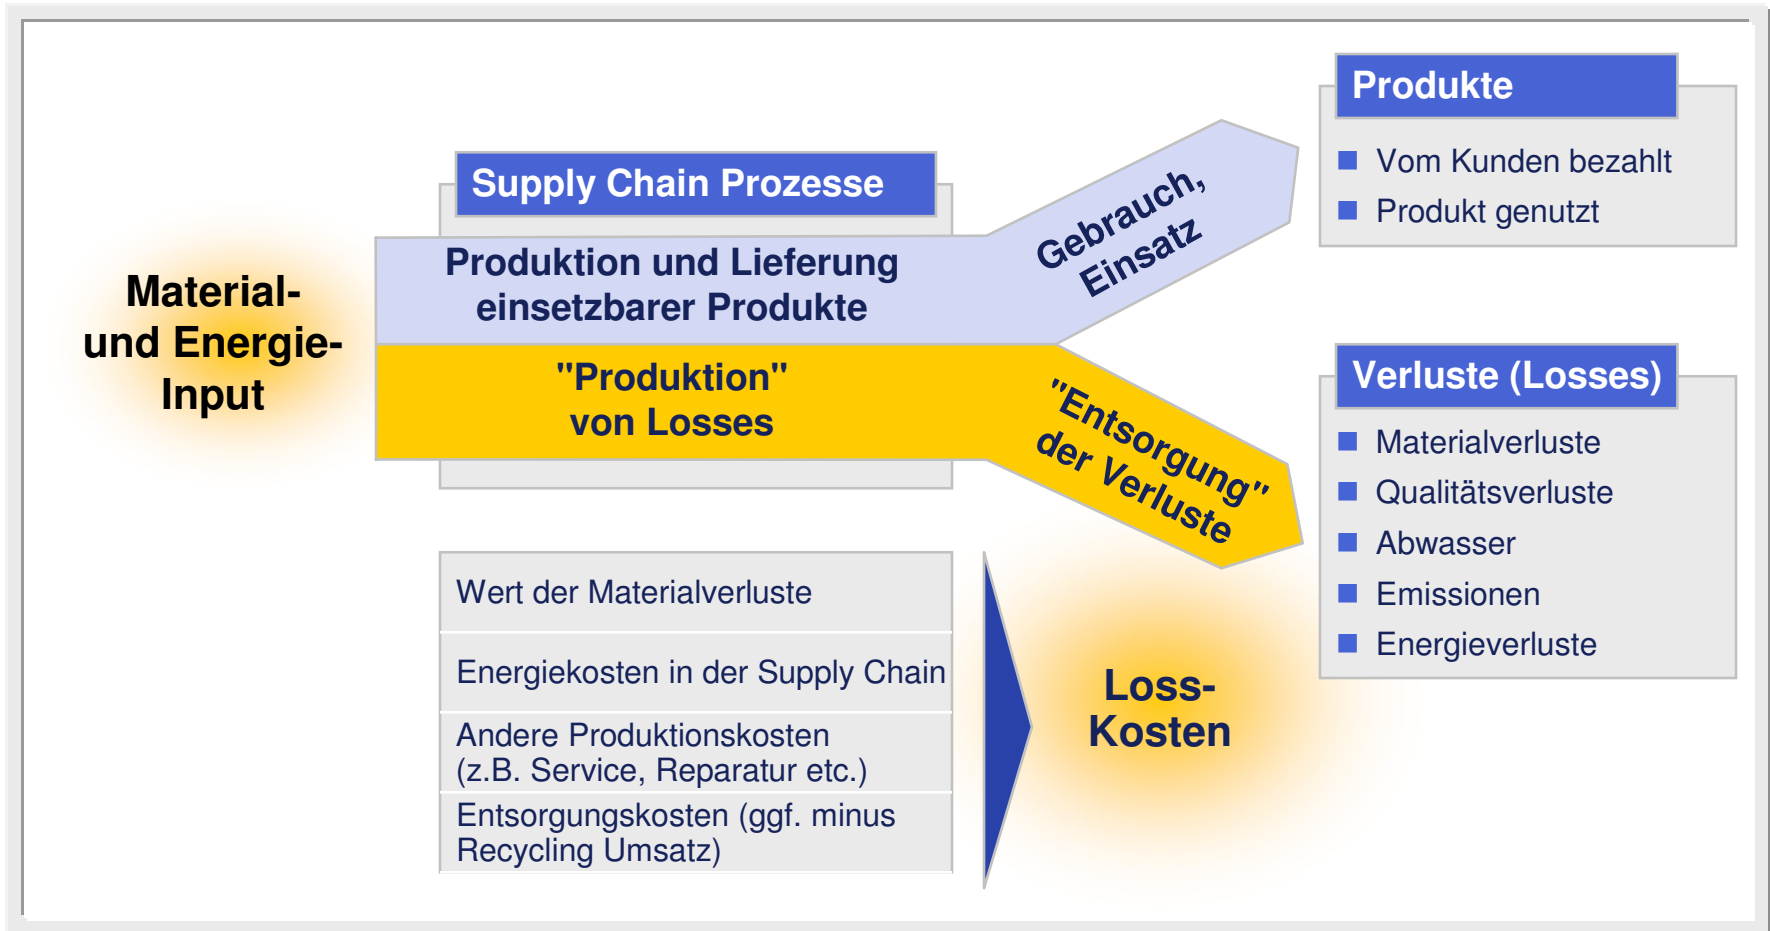 Material-
und Energie-
Input
Supply Chain Prozesse
Produktion und Lieferung
einsetzbarer Produkte
"Produktion"
von Losses
Gebrauch,
Einsatz
"Entsorgung"
der Verluste
Produkte
Vom Kunden bezahlt
Produkt genutzt
Verluste (Losses)
Materialverluste
Qualitätsverluste
Abwasser
Emissionen
Energieverluste
Wert der Materialverluste
Energiekosten in der Supply Chain
Andere Produktionskosten
(z.B. Service, Reparatur etc.)
Entsorgungskosten (ggf. minus
Recycling Umsatz)
Loss-
Kosten